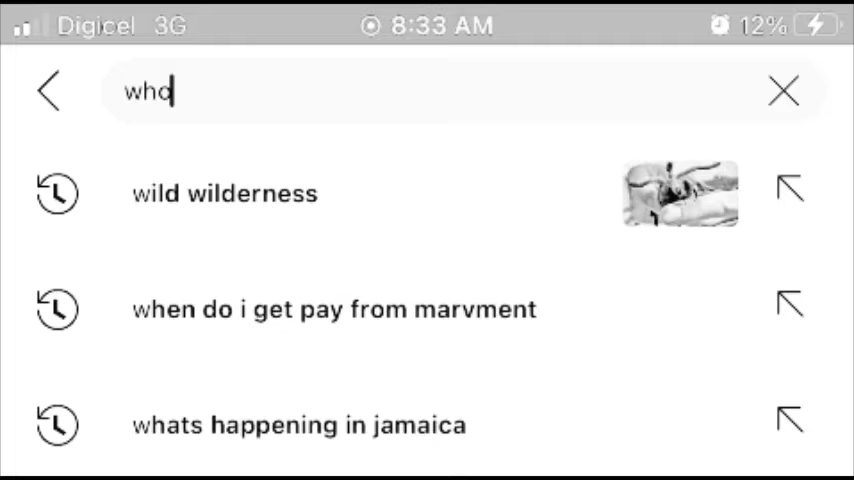 Digicel 3G 8:33 AM 12%
who
wild wilderness
when do i get pay from marvment
whats happening in jamaica